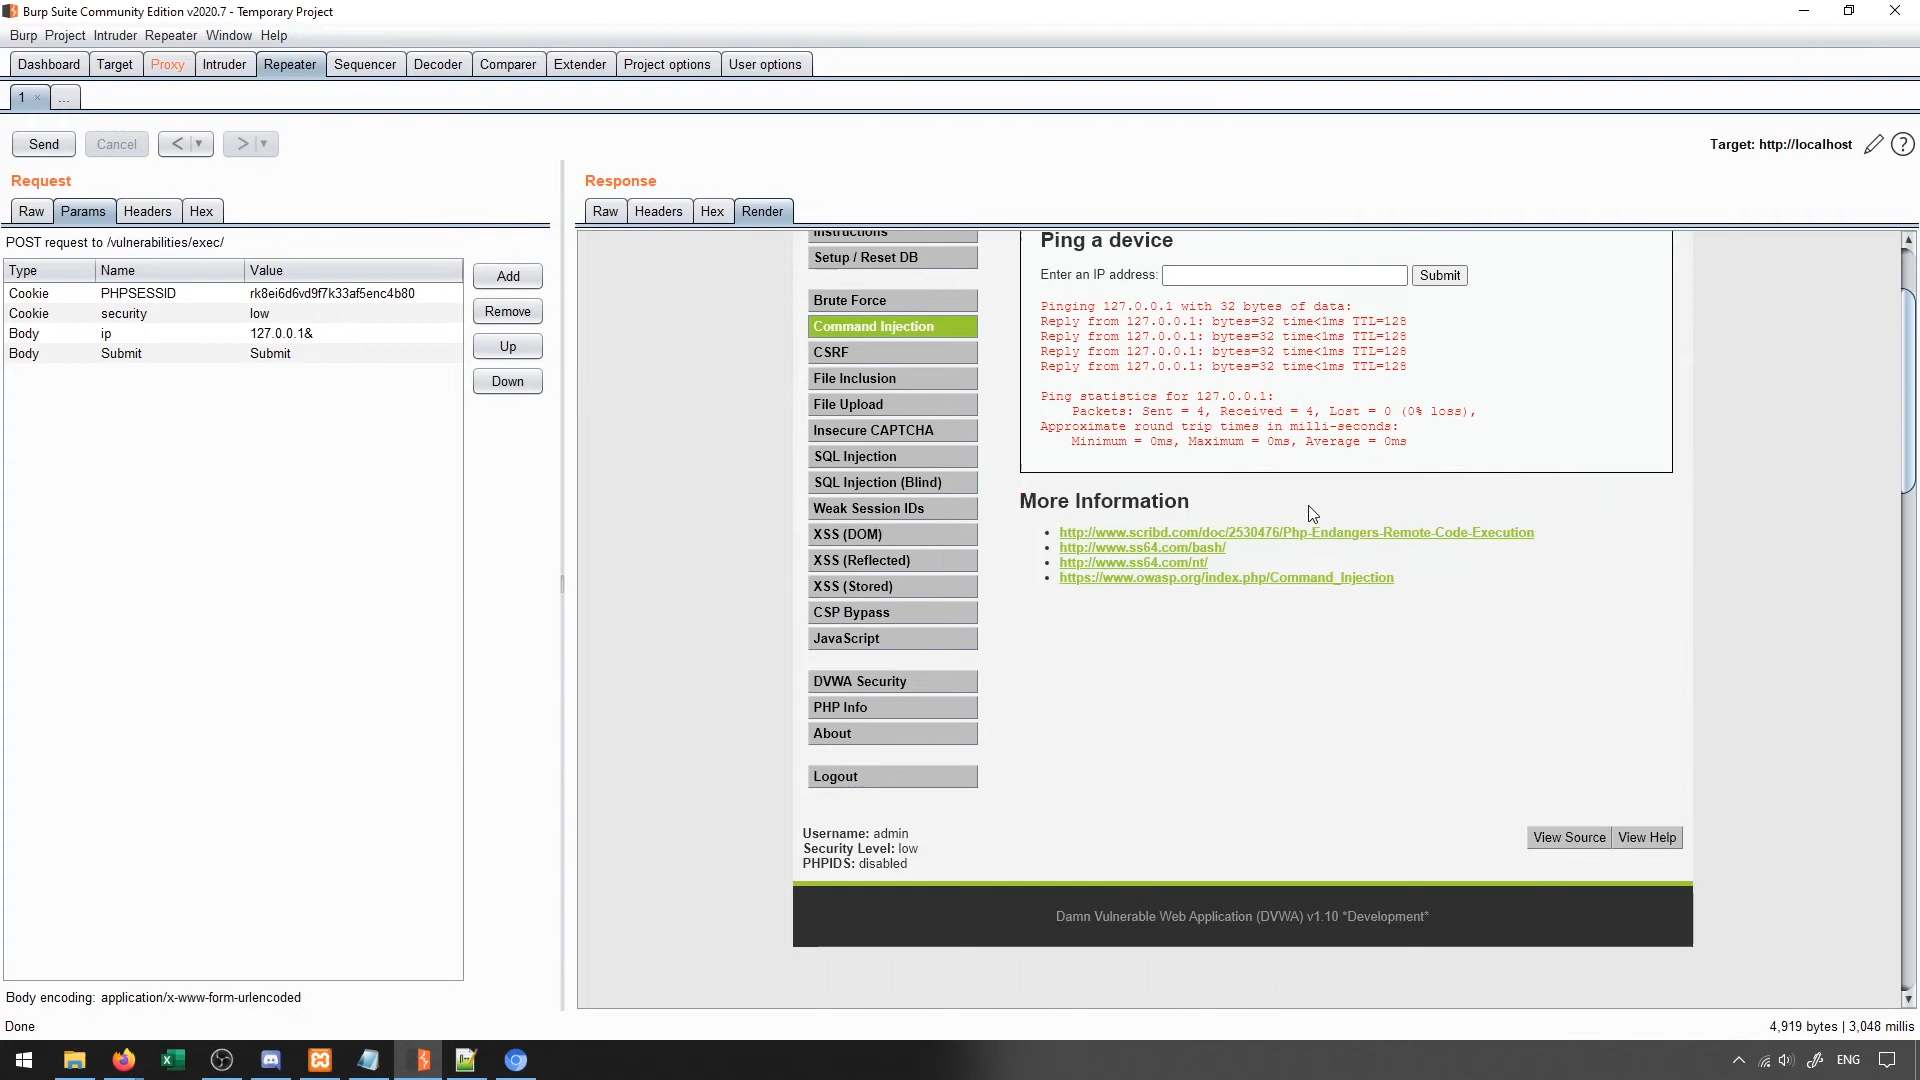 Burp Suite Community Edition v2020.7 - Temporary Project
Burp Project Intruder Repeater Window Help
Dashboard Target Proxy Intruder Repeater Sequencer Decoder Comparer Extender Project options User options
1 × ...
Send Cancel < ▾ > ▾ Target: http://localhost ?
Request
Raw Params Headers Hex
POST request to /vulnerabilities/exec/
Type Name Value
Cookie PHPSESSID rk8ei6d6vd9f7k33af5enc4b80
Cookie security low
Body ip 127.0.0.1&
Body Submit Submit
Add
Remove
Up
Down
Body encoding: application/x-www-form-urlencoded
Done
Response
Raw Headers Hex Render
Instructions
Setup / Reset DB
Brute Force
Command Injection
CSRF
File Inclusion
File Upload
Insecure CAPTCHA
SQL Injection
SQL Injection (Blind)
Weak Session IDs
XSS (DOM)
XSS (Reflected)
XSS (Stored)
CSP Bypass
JavaScript
DVWA Security
PHP Info
About
Logout
Ping a device
Enter an IP address: Submit
Pinging 127.0.0.1 with 32 bytes of data:
Reply from 127.0.0.1: bytes=32 time<1ms TTL=128
Reply from 127.0.0.1: bytes=32 time<1ms TTL=128
Reply from 127.0.0.1: bytes=32 time<1ms TTL=128
Reply from 127.0.0.1: bytes=32 time<1ms TTL=128
Ping statistics for 127.0.0.1:
Packets: Sent = 4, Received = 4, Lost = 0 (0% loss),
Approximate round trip times in milli-seconds:
Minimum = 0ms, Maximum = 0ms, Average = 0ms
More Information
• http://www.scribd.com/doc/2530476/Php-Endangers-Remote-Code-Execution
• http://www.ss64.com/bash/
• http://www.ss64.com/nt/
• https://www.owasp.org/index.php/Command_Injection
Username: admin
Security Level: low
PHPIDS: disabled
View Source View Help
Damn Vulnerable Web Application (DVWA) v1.10 *Development*
4,919 bytes | 3,048 millis
ENG